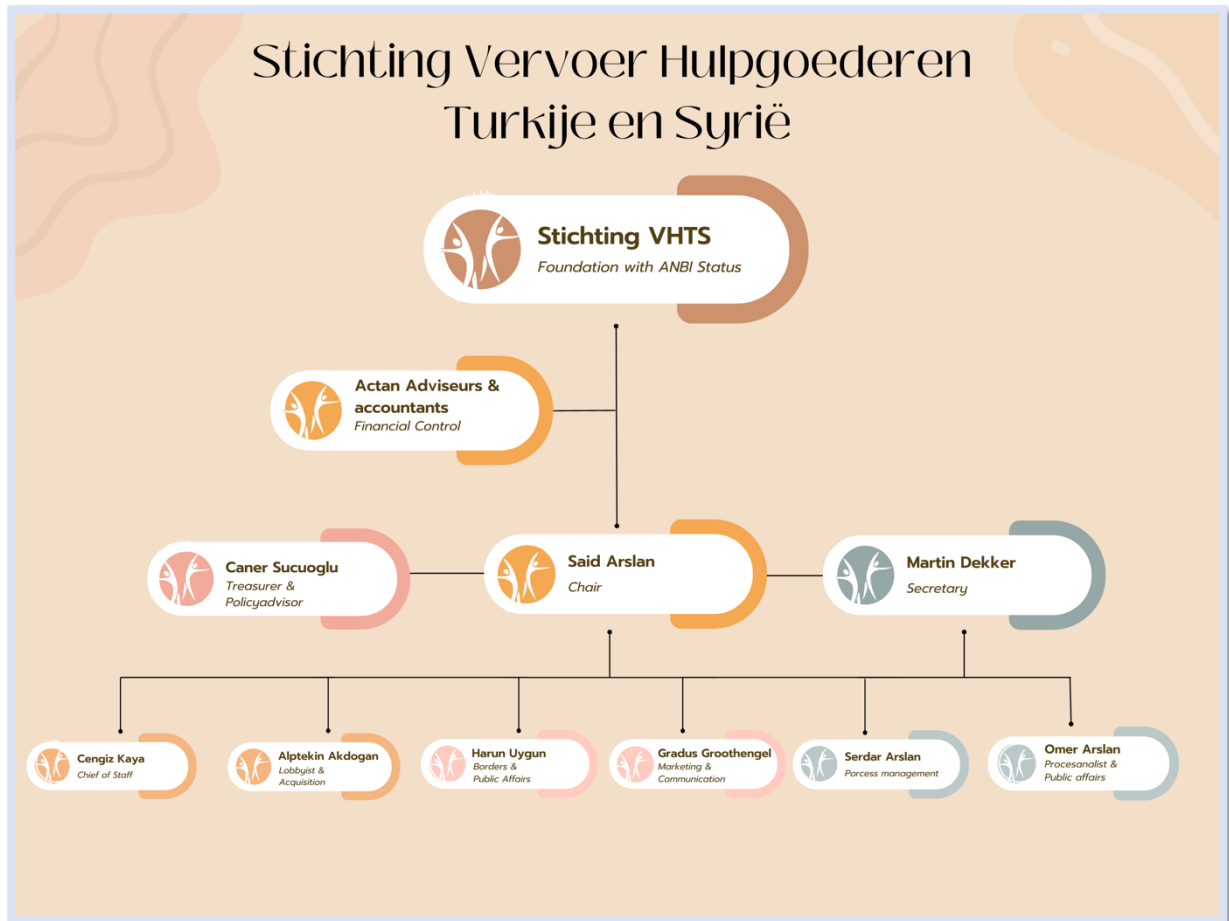 Stichting Vervoer Hulpgoederen
Turkije en Syrië
Stichting VHTS
Foundation with ANBI Status
Actan Adviseurs &
accountants
Financial Control
Caner Sucuoglu
Treasurer &
Policyadvisor
Said Arslan
Chair
Martin Dekker
Secretary
Cengiz Kaya
Chief of Staff
Alptekin Akdogan
Lobbyist &
Acquisition
Harun Uygun
Borders &
Public Affairs
Gradus Groothengel
Marketing &
Communication
Serdar Arslan
Porcess management
Omer Arslan
Procesanalist &
Public affairs